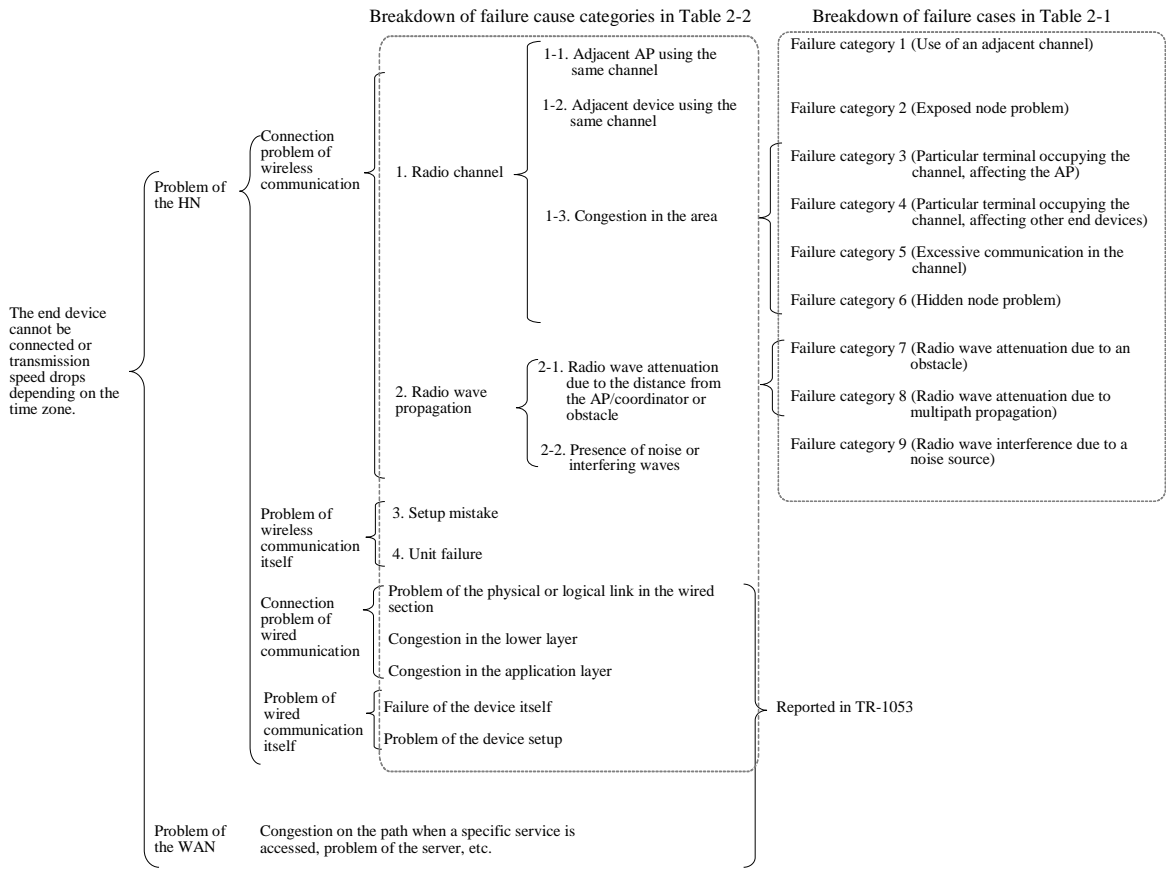 Breakdown of failure cause categories in Table 2-2
Breakdown of failure cases in Table 2-1
The end device
cannot be
connected or
transmission
speed drops
depending on the
time zone.
Problem of
the HN
Connection
problem of
wireless
communication
1. Radio channel
1-1. Adjacent AP using the
same channel
1-2. Adjacent device using the
same channel
1-3. Congestion in the area
2. Radio wave
propagation
2-1. Radio wave attenuation
due to the distance from
the AP/coordinator or
obstacle
2-2. Presence of noise or
interfering waves
Failure category 1 (Use of an adjacent channel)
Failure category 2 (Exposed node problem)
Failure category 3 (Particular terminal occupying the
channel, affecting the AP)
Failure category 4 (Particular terminal occupying the
channel, affecting other end devices)
Failure category 5 (Excessive communication in the
channel)
Failure category 6 (Hidden node problem)
Failure category 7 (Radio wave attenuation due to an
obstacle)
Failure category 8 (Radio wave attenuation due to
multipath propagation)
Failure category 9 (Radio wave interference due to a
noise source)
Problem of
wireless
communication
itself
3. Setup mistake
4. Unit failure
Connection
problem of
wired
communication
Problem of the physical or logical link in the wired
section
Congestion in the lower layer
Congestion in the application layer
Problem of
wired
communication
itself
Failure of the device itself
Problem of the device setup
Reported in TR-1053
Problem of
the WAN
Congestion on the path when a specific service is
accessed, problem of the server, etc.